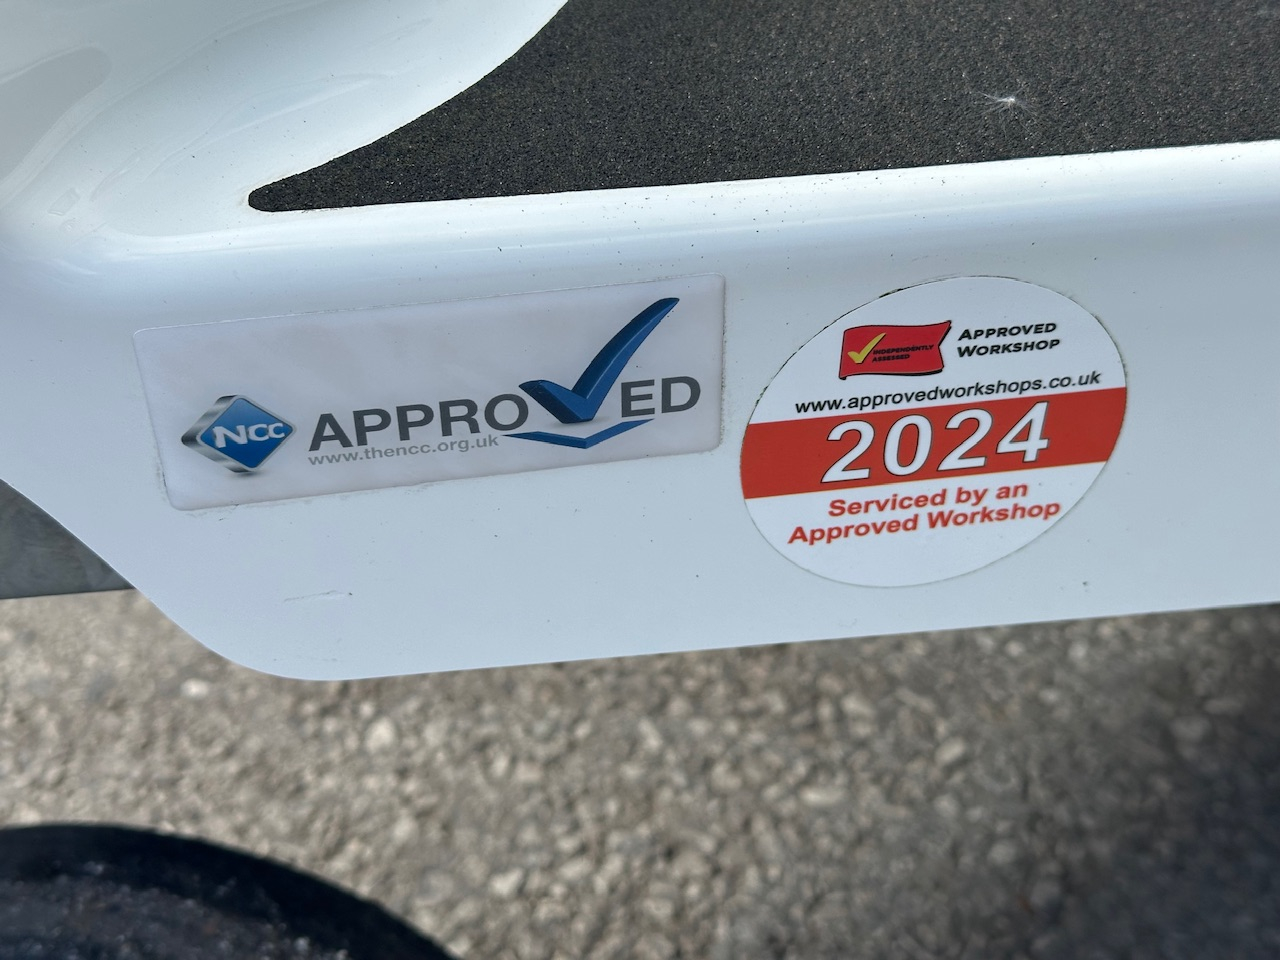 NCC APPROVED
www.thencc.org.uk
INDEPENDENTLY
ASSESSED
APPROVED
WORKSHOP
www.approvedworkshops.co.uk
2024
Serviced by an
Approved Workshop